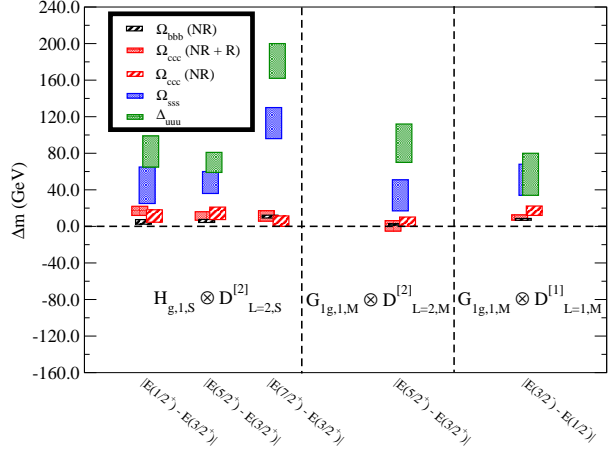 240.0
200.0
160.0
120.0
80.0
40.0
0.0
-40.0
-80.0
-120.0
-160.0
Δm (GeV)
Ω_bbb (NR)
Ω_ccc (NR + R)
Ω_ccc (NR)
Ω_sss
Δ_uuu
H_g,1,S ⊗ D^[2]_L=2,S
G_1g,1,M ⊗ D^[2]_L=2,M
G_1g,1,M ⊗ D^[1]_L=1,M
|E(1/2⁺) - E(3/2⁺)|
|E(5/2⁺) - E(3/2⁺)|
|E(7/2⁺) - E(3/2⁺)|
|E(5/2⁺) - E(3/2⁺)|
|E(3/2⁻) - E(1/2⁻)|